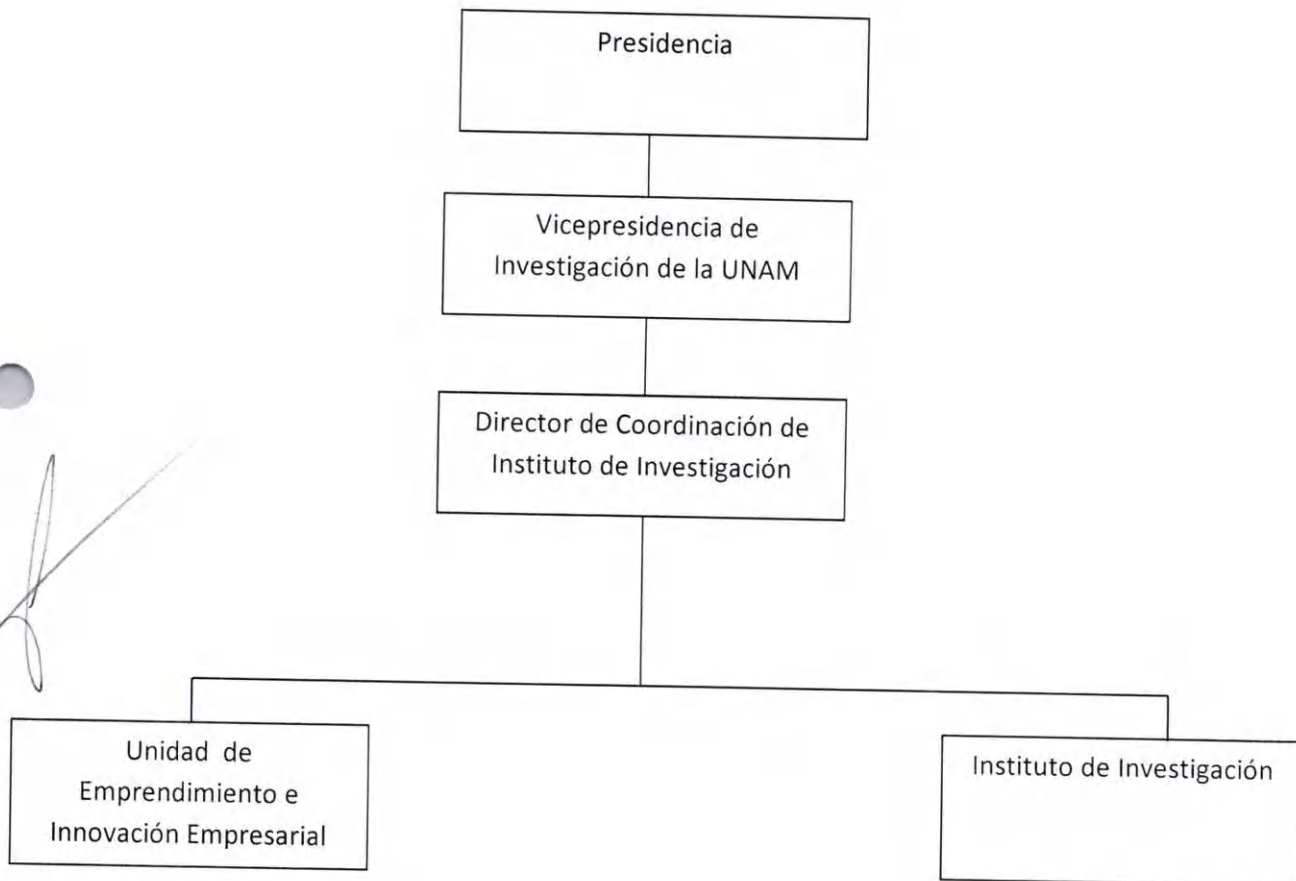 Presidencia
Vicepresidencia de
Investigación de la UNAM
Director de Coordinación de
Instituto de Investigación
Unidad de
Emprendimiento e
Innovación Empresarial
Instituto de Investigación